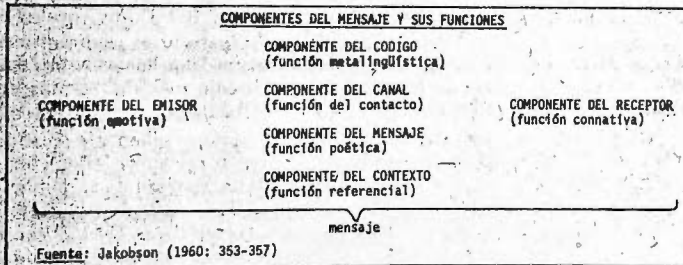 COMPONENTES DEL MENSAJE Y SUS FUNCIONES
COMPONENTE DEL CODIGO
(función metalingüística)
COMPONENTE DEL EMISOR
(función emotiva)
COMPONENTE DEL CANAL
(función del contacto)
COMPONENTE DEL MENSAJE
(función poética)
COMPONENTE DEL RECEPTOR
(función connativa)
COMPONENTE DEL CONTEXTO
(función referencial)
mensaje
Fuente: Jakobson (1960: 353-357)